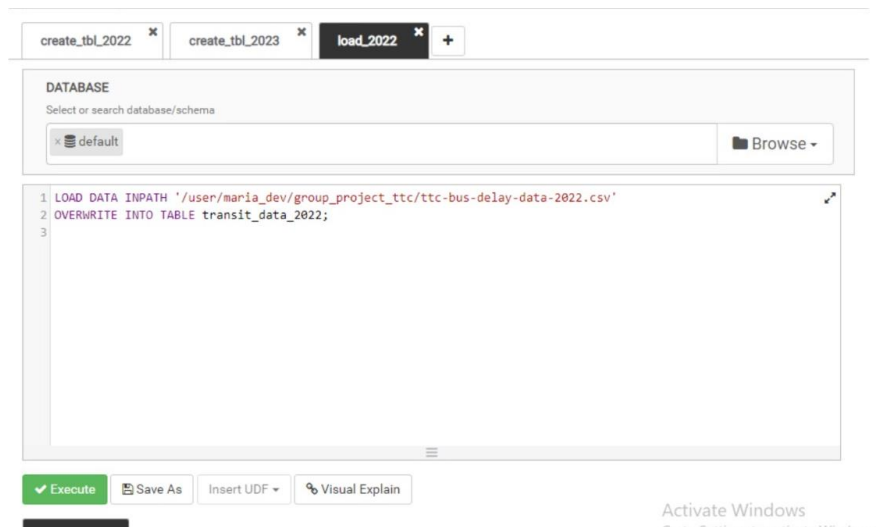 create_tbl_2022 ×
create_tbl_2023 ×
load_2022 ×
+
DATABASE
Select or search database/schema
× default
Browse
1 LOAD DATA INPATH '/user/maria_dev/group_project_ttc/ttc-bus-delay-data-2022.csv'
2 OVERWRITE INTO TABLE transit_data_2022;
3
Execute
Save As
Insert UDF
Visual Explain
Activate Windows